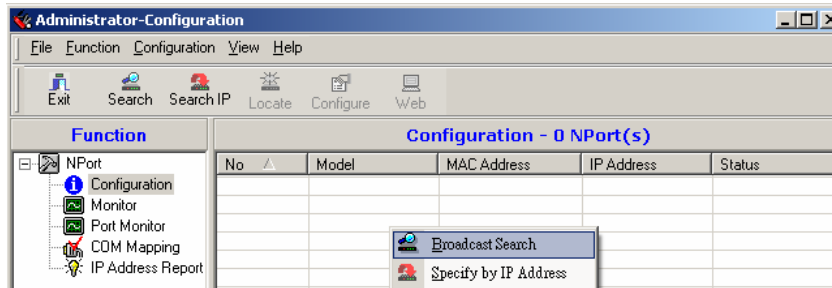 Administrator-Configuration
File Function Configuration View Help
Exit Search Search IP Locate Configure Web
Function
Configuration - 0 NPort(s)
No Model MAC Address IP Address Status
NPort
Configuration
Monitor
Port Monitor
COM Mapping
IP Address Report
Broadcast Search
Specify by IP Address